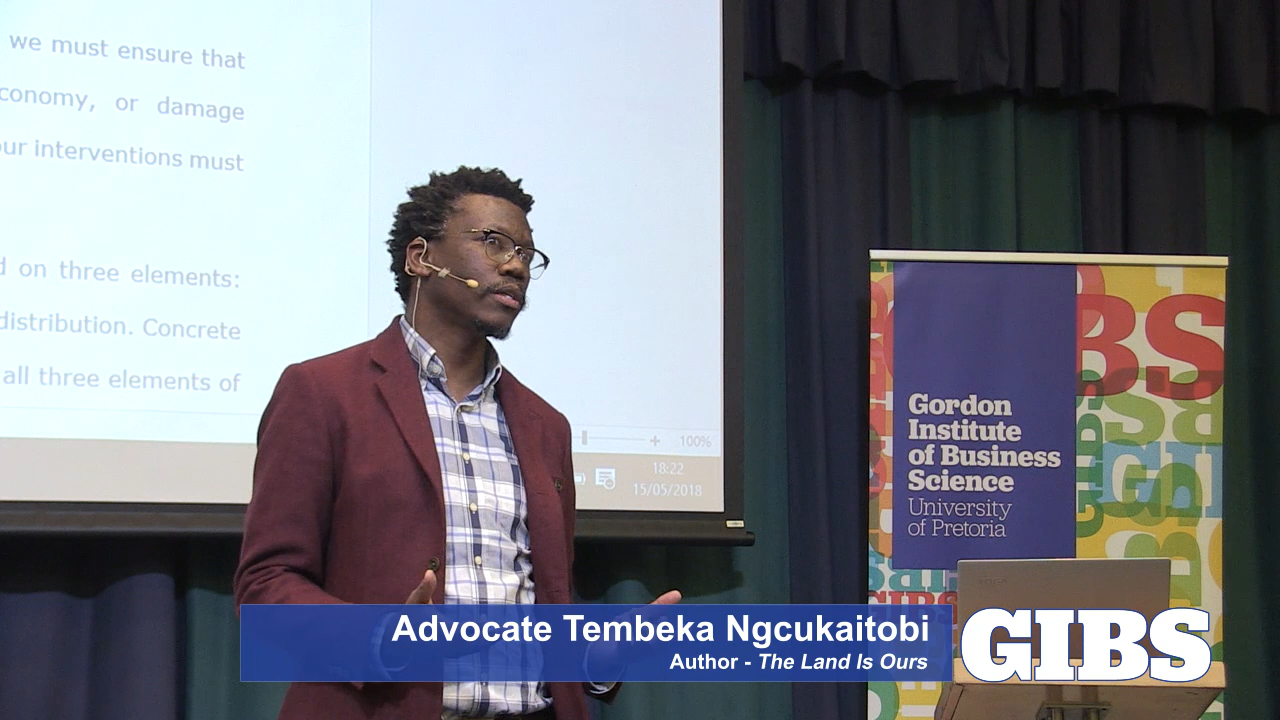 we must ensure that
conomy, or damage
our interventions must
d on three elements:
distribution. Concrete
all three elements of
100%
18:22
15/05/2018
BS
Gordon
Institute
of Business
Science
University
of Pretoria
Advocate Tembeka Ngcukaitobi
Author - The Land Is Ours
GIBS